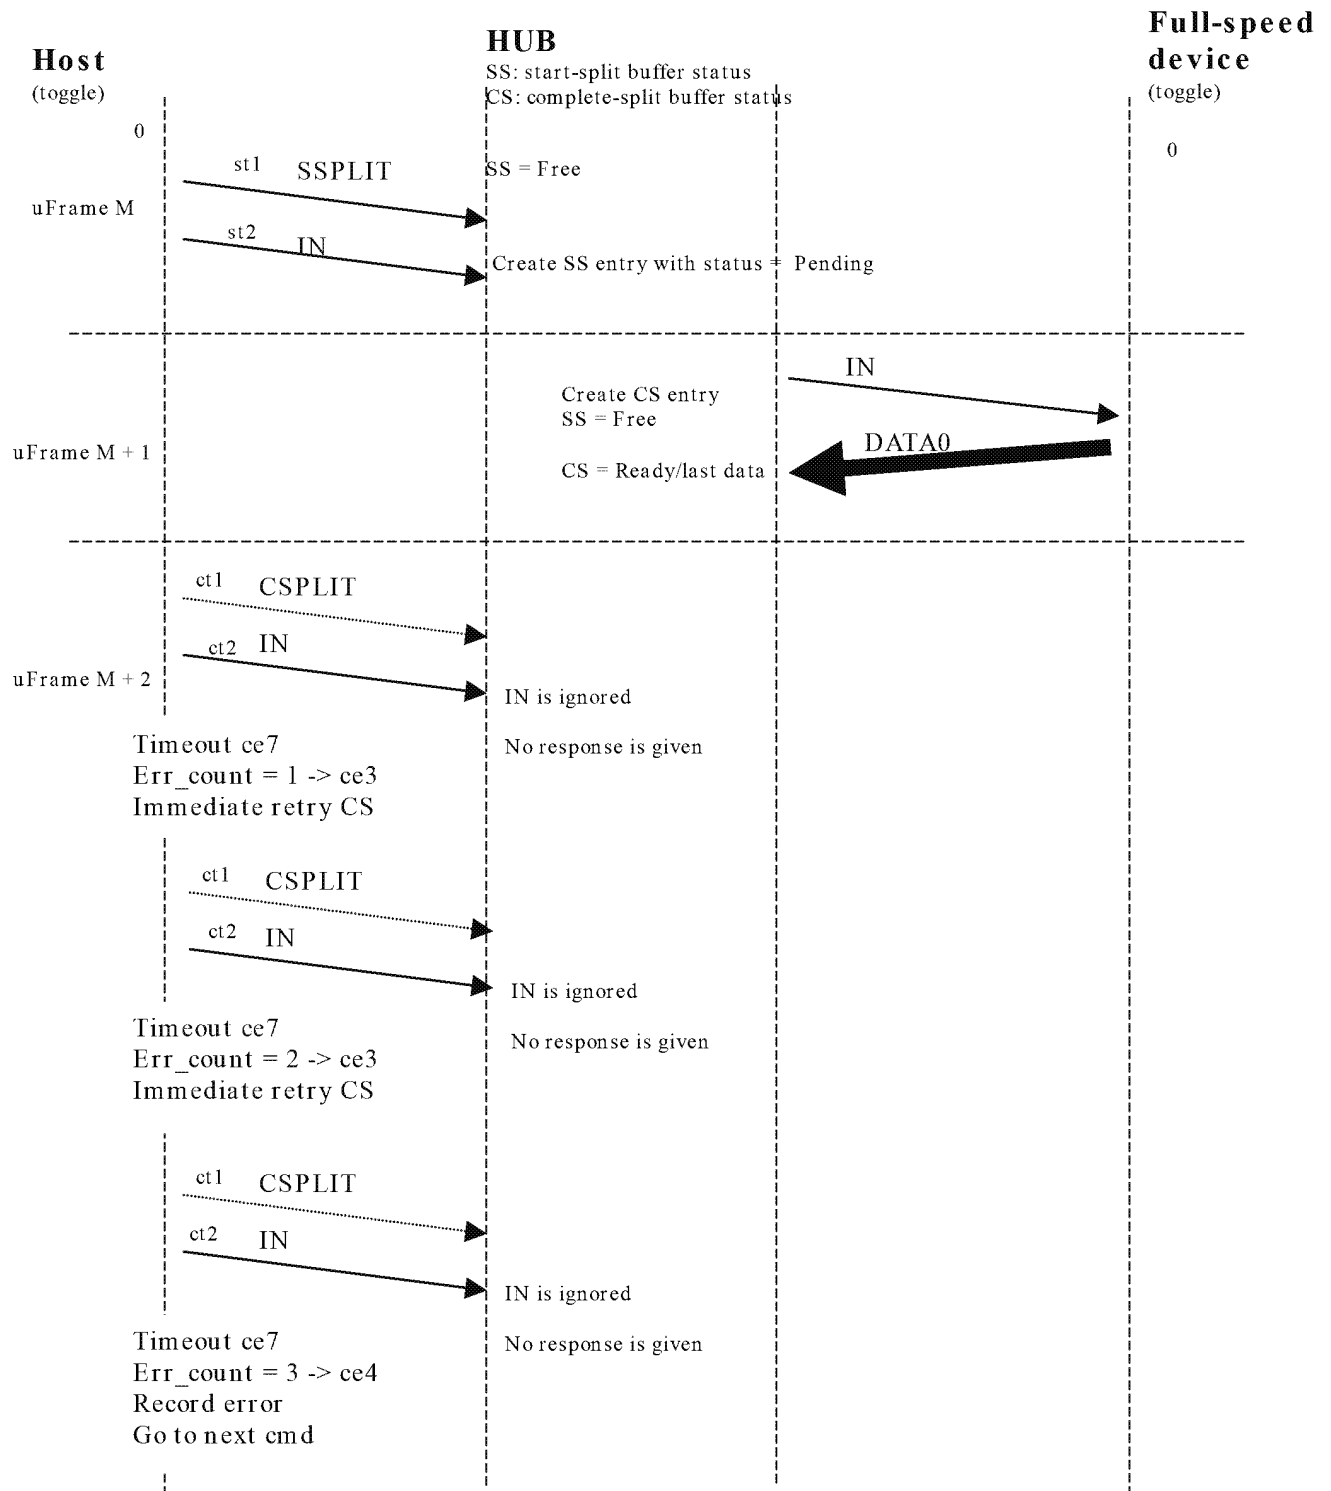 Host
(toggle)
HUB
SS: start-split buffer status
CS: complete-split buffer status
Full-speed
device
(toggle)
0
0
st1 SSPLIT
SS = Free
uFrame M
st2 IN
Create SS entry with status = Pending
IN
Create CS entry
SS = Free
DATA0
uFrame M + 1
CS = Ready/last data
ct1 CSPLIT
ct2 IN
uFrame M + 2
IN is ignored
Timeout ce7
No response is given
Err_count = 1 -> ce3
Immediate retry CS
ct1 CSPLIT
ct2 IN
IN is ignored
Timeout ce7
No response is given
Err_count = 2 -> ce3
Immediate retry CS
ct1 CSPLIT
ct2 IN
IN is ignored
Timeout ce7
No response is given
Err_count = 3 -> ce4
Record error
Go to next cmd